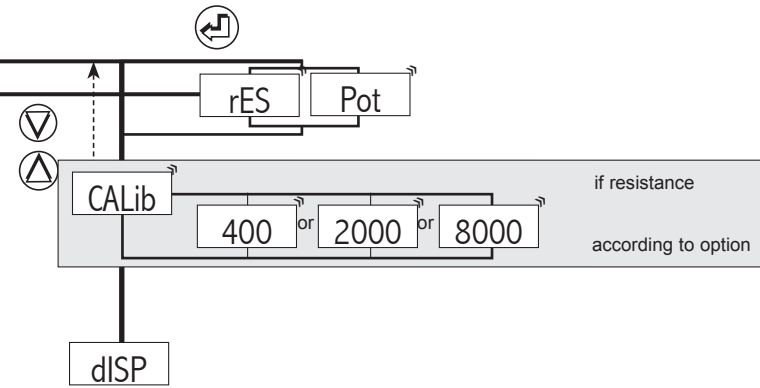 rES Pot
if resistance
CALib
400 or 2000 or 8000
according to option
dISP